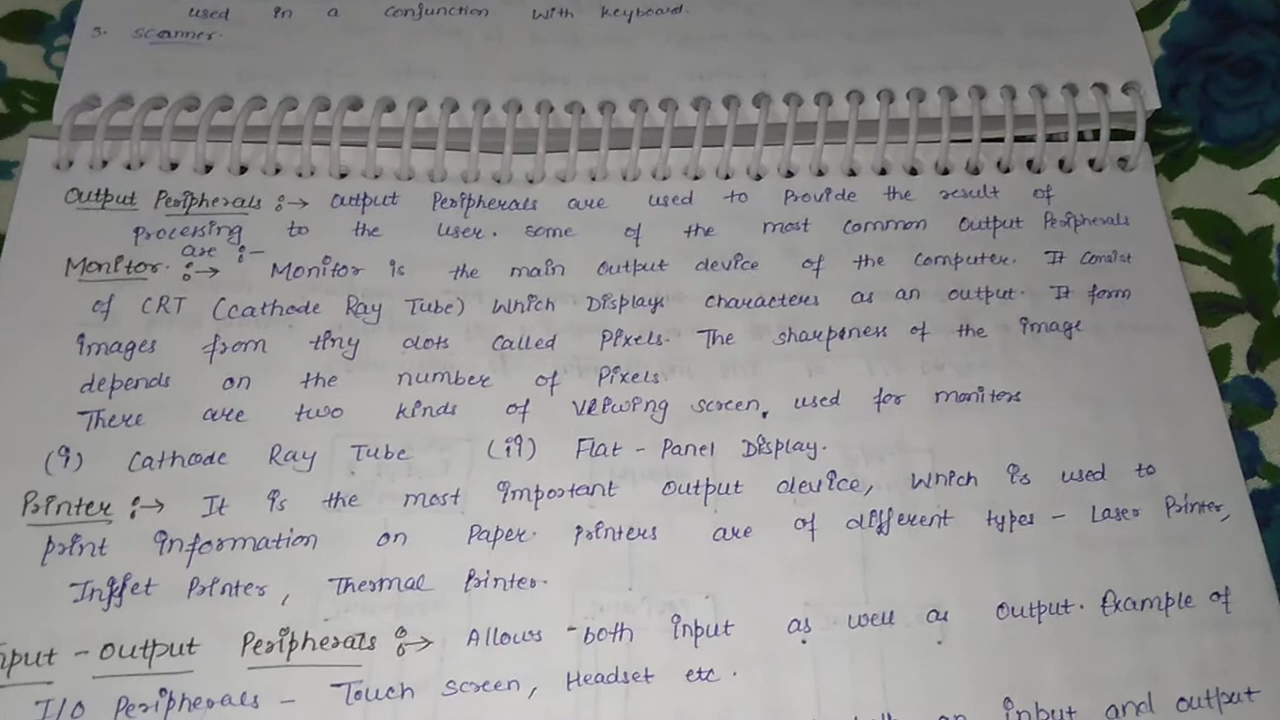 used in a conjunction with keyboard.
3. scanner.
Output Peripherals :→ output Peripherals are used to Provide the result of
Processing to the user. some of the most common output Peripherals
are :-
Monitor. :→ Monitor is the main output device of the computer. It consist
of CRT (cathode Ray Tube) which Displays characters as an output. It form
images from tiny dots called Pixels. The sharpness of the image
depends on the number of Pixels.
There are two kinds of viewing screen, used for monitors
(i) Cathode Ray Tube (ii) Flat - Panel Display.
Printer :→ It is the most important output device, which is used to
print information on Paper. printers are of different types - Laser Printer,
Inkjet Printer, Thermal Printer.
nput - output Peripherals :→ Allows both input as well as output. Example of
I/O Peripherals - Touch screen, Headset etc.
an input and output